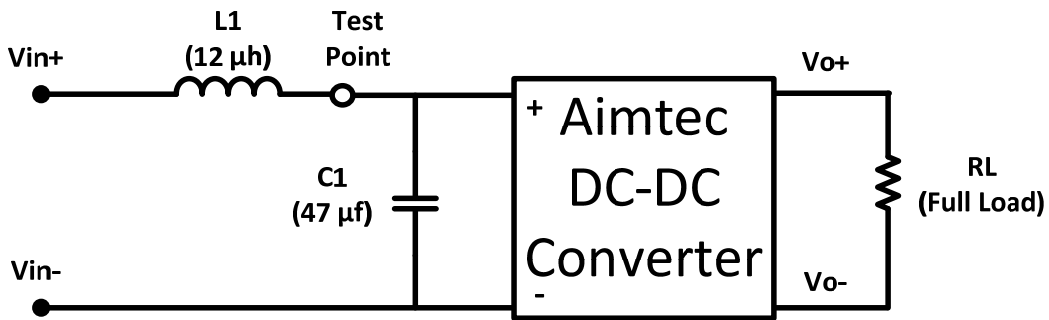 L1
(12 µh)
Test
Point
Vin+
Vo+
+
Aimtec
DC-DC
Converter
-
C1
(47 µf)
RL
(Full Load)
Vin-
Vo-